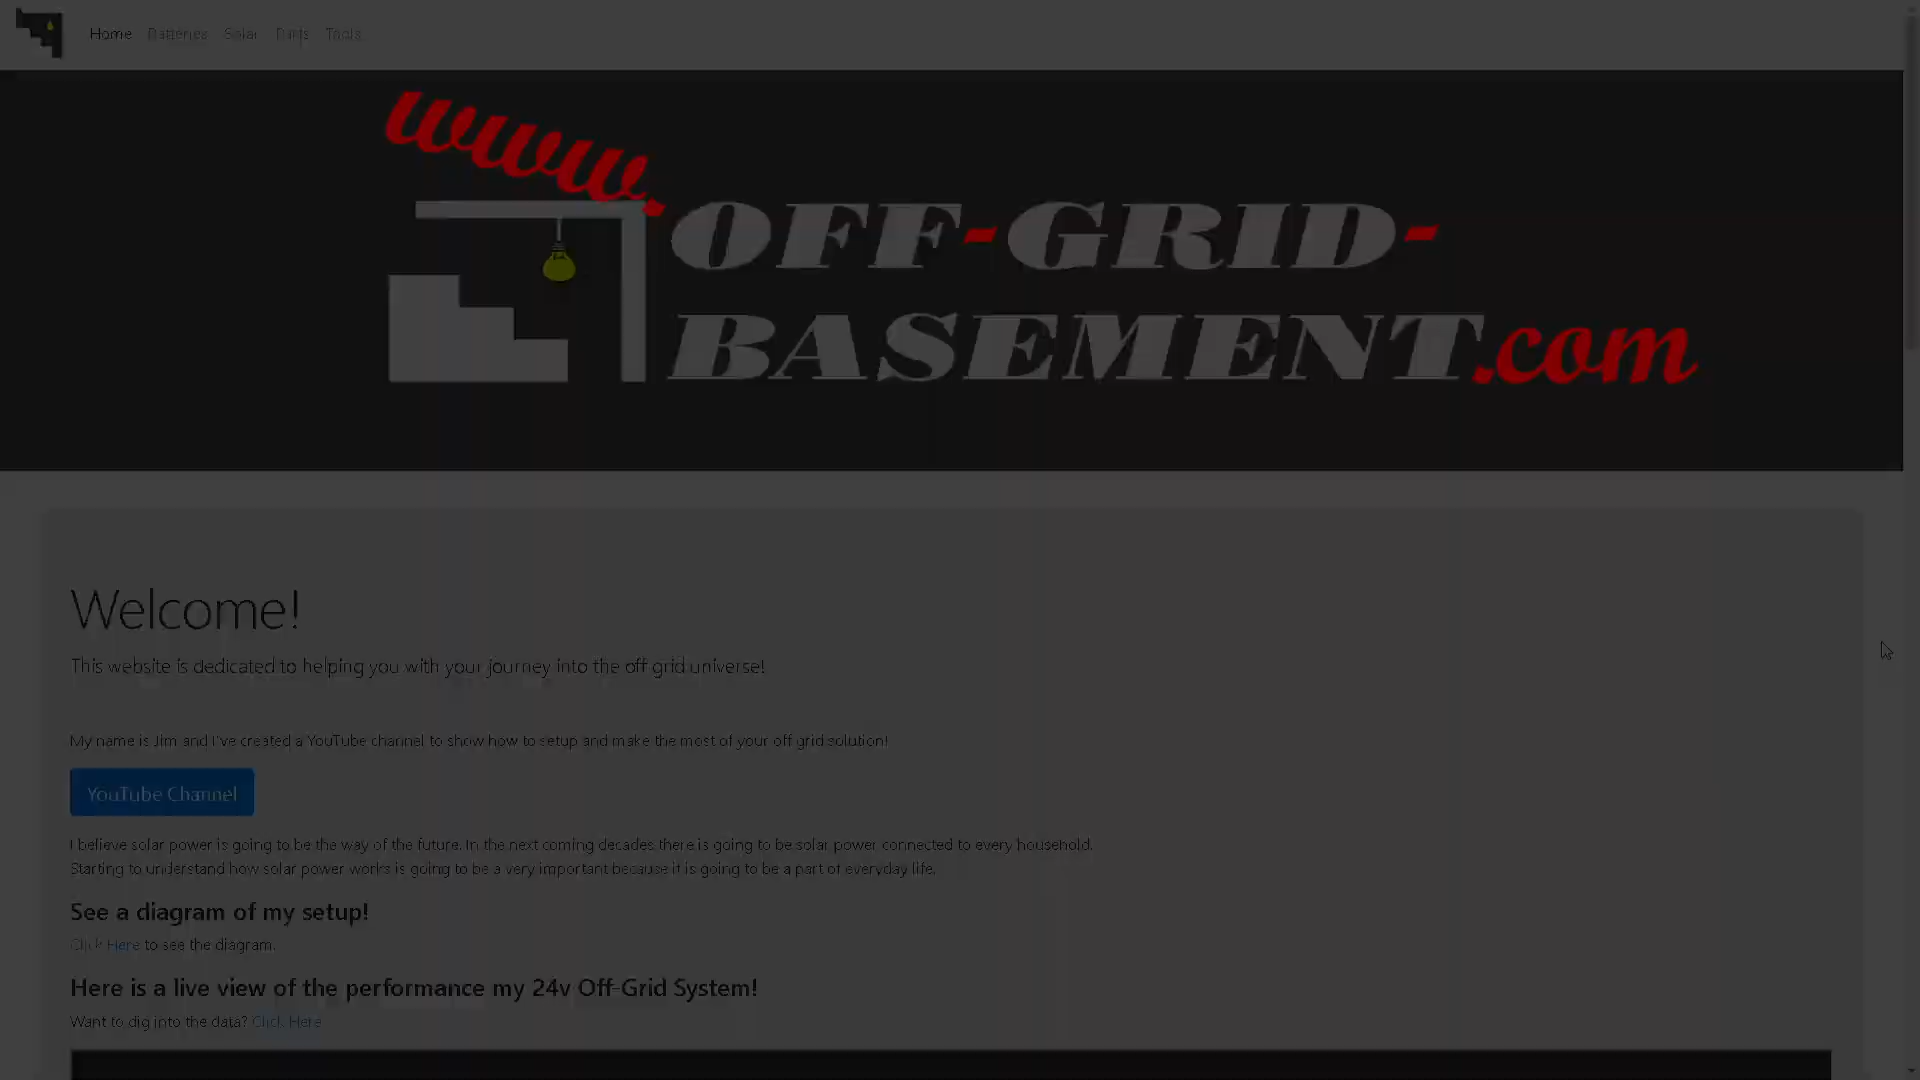 Home Batteries Solar Parts Tools
www.
OFF-GRID-
BASEMENT.com
Welcome!
This website is dedicated to helping you with your journey into the off grid universe!
My name is Jim and I've created a YouTube channel to show how to setup and make the most of your off grid solution!
YouTube Channel
I believe solar power is going to be the way of the future. In the next coming decades there is going to be solar power connected to every household.
Starting to understand how solar power works is going to be a very important because it is going to be a part of everyday life.
See a diagram of my setup!
Click Here to see the diagram.
Here is a live view of the performance my 24v Off-Grid System!
Want to dig into the data? Click Here